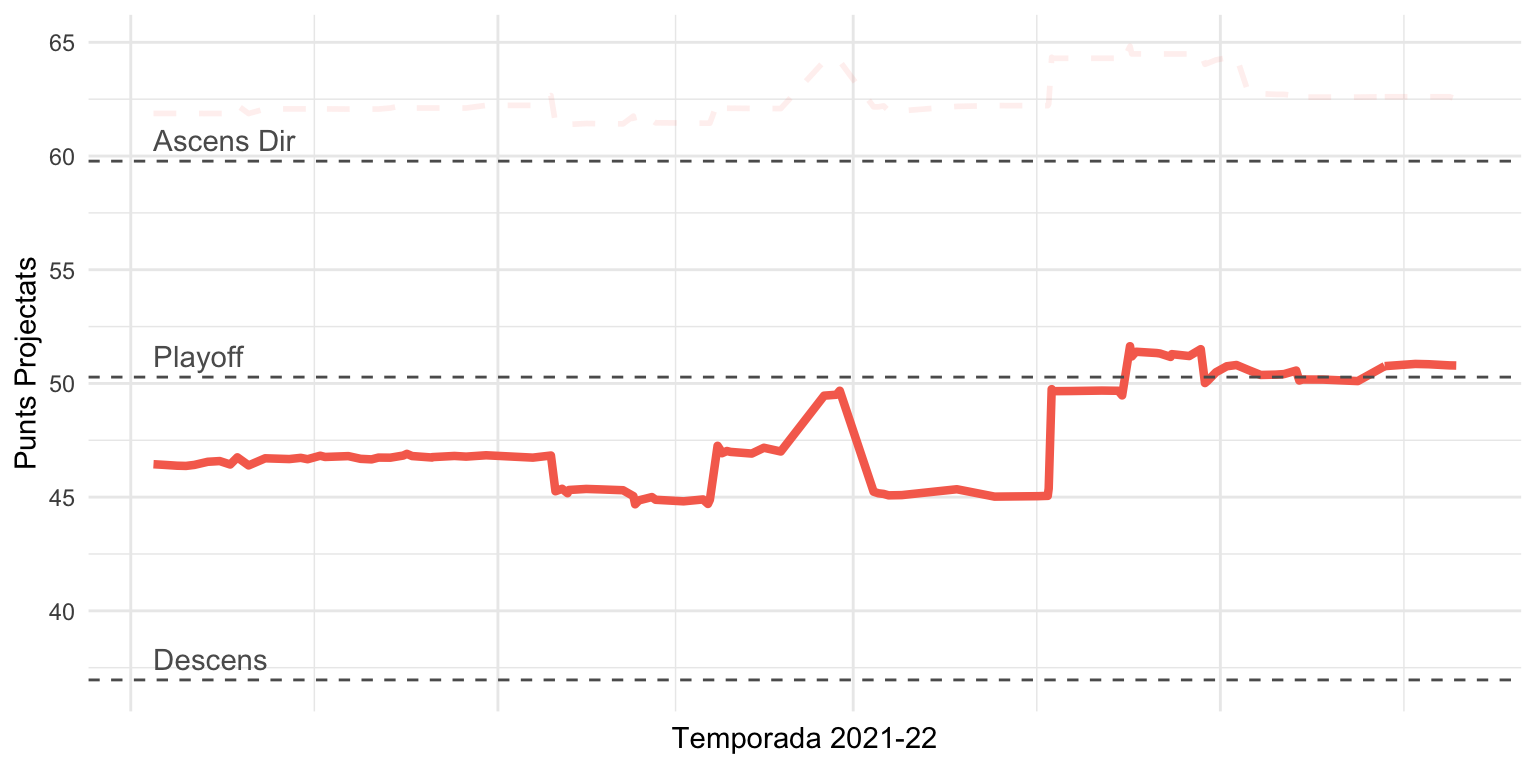 65
Ascens Dir
60
55
Playoff
50
45
40
Descens
Punts Projectats
Temporada 2021-22